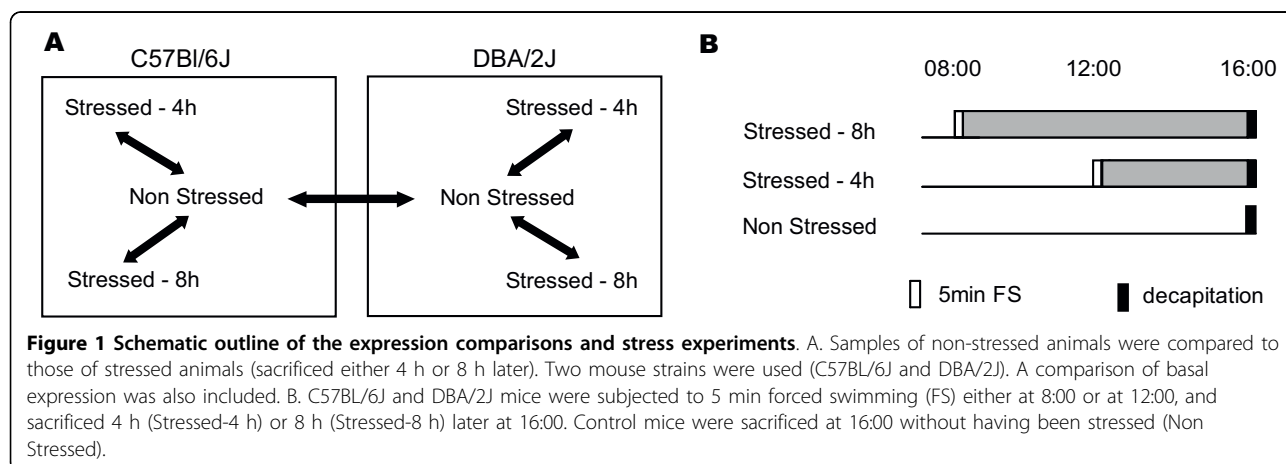 A
C57Bl/6J
DBA/2J
Stressed - 4h
Non Stressed
Stressed - 8h
Stressed - 4h
Non Stressed
Stressed - 8h
B
08:00 12:00 16:00
Stressed - 8h
Stressed - 4h
Non Stressed
5min FS
decapitation
Figure 1 Schematic outline of the expression comparisons and stress experiments. A. Samples of non-stressed animals were compared to
those of stressed animals (sacrificed either 4 h or 8 h later). Two mouse strains were used (C57BL/6J and DBA/2J). A comparison of basal
expression was also included. B. C57BL/6J and DBA/2J mice were subjected to 5 min forced swimming (FS) either at 8:00 or at 12:00, and
sacrificed 4 h (Stressed-4 h) or 8 h (Stressed-8 h) later at 16:00. Control mice were sacrificed at 16:00 without having been stressed (Non
Stressed).